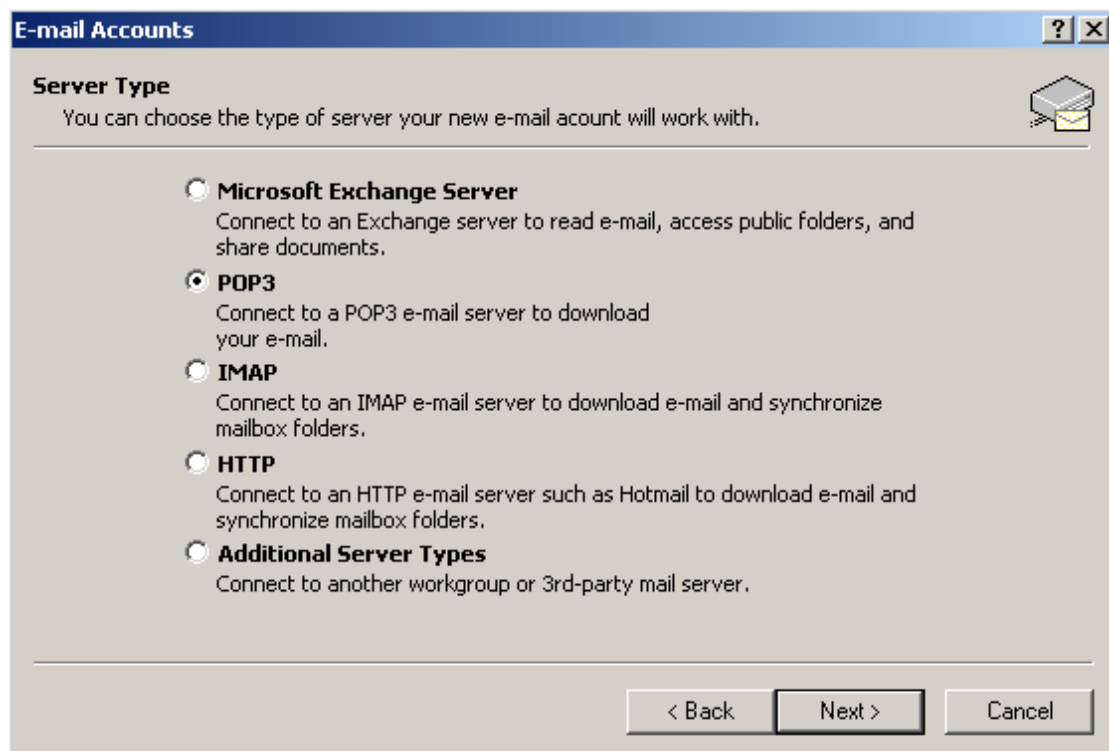 E-mail Accounts
Server Type
You can choose the type of server your new e-mail acount will work with.
Microsoft Exchange Server
Connect to an Exchange server to read e-mail, access public folders, and
share documents.
POP3
Connect to a POP3 e-mail server to download
your e-mail.
IMAP
Connect to an IMAP e-mail server to download e-mail and synchronize
mailbox folders.
HTTP
Connect to an HTTP e-mail server such as Hotmail to download e-mail and
synchronize mailbox folders.
Additional Server Types
Connect to another workgroup or 3rd-party mail server.
< Back Next > Cancel